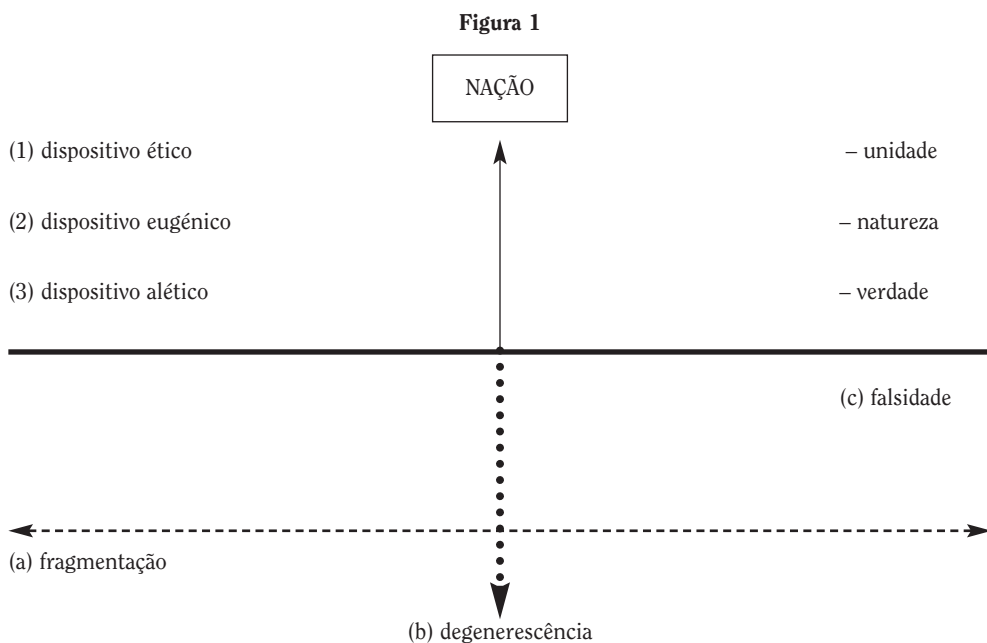 Figura 1
NAÇÃO
(1) dispositivo ético – unidade
(2) dispositivo eugénico – natureza
(3) dispositivo alético – verdade
(c) falsidade
(a) fragmentação
(b) degenerescência